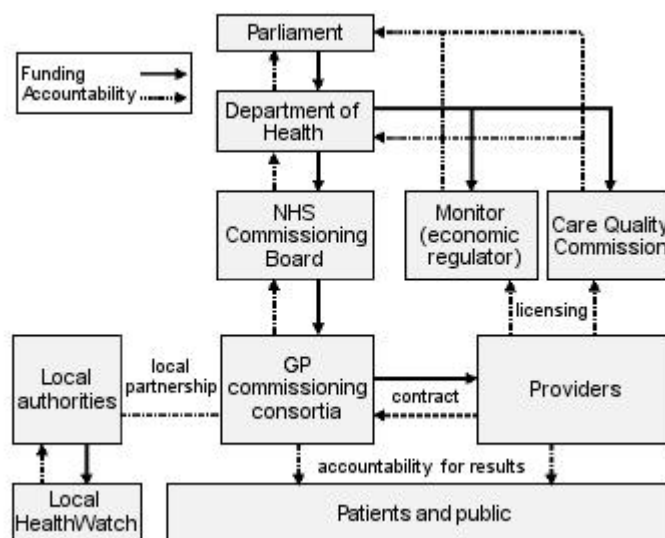 Parliament
Funding
Accountability
Department of
Health
NHS
Commissioning
Board
Monitor
(economic
regulator)
Care Quality
Commission
licensing
Local
authorities
local
partnership
GP
commissioning
consortia
contract
Providers
accountability for results
Local
HealthWatch
Patients and public